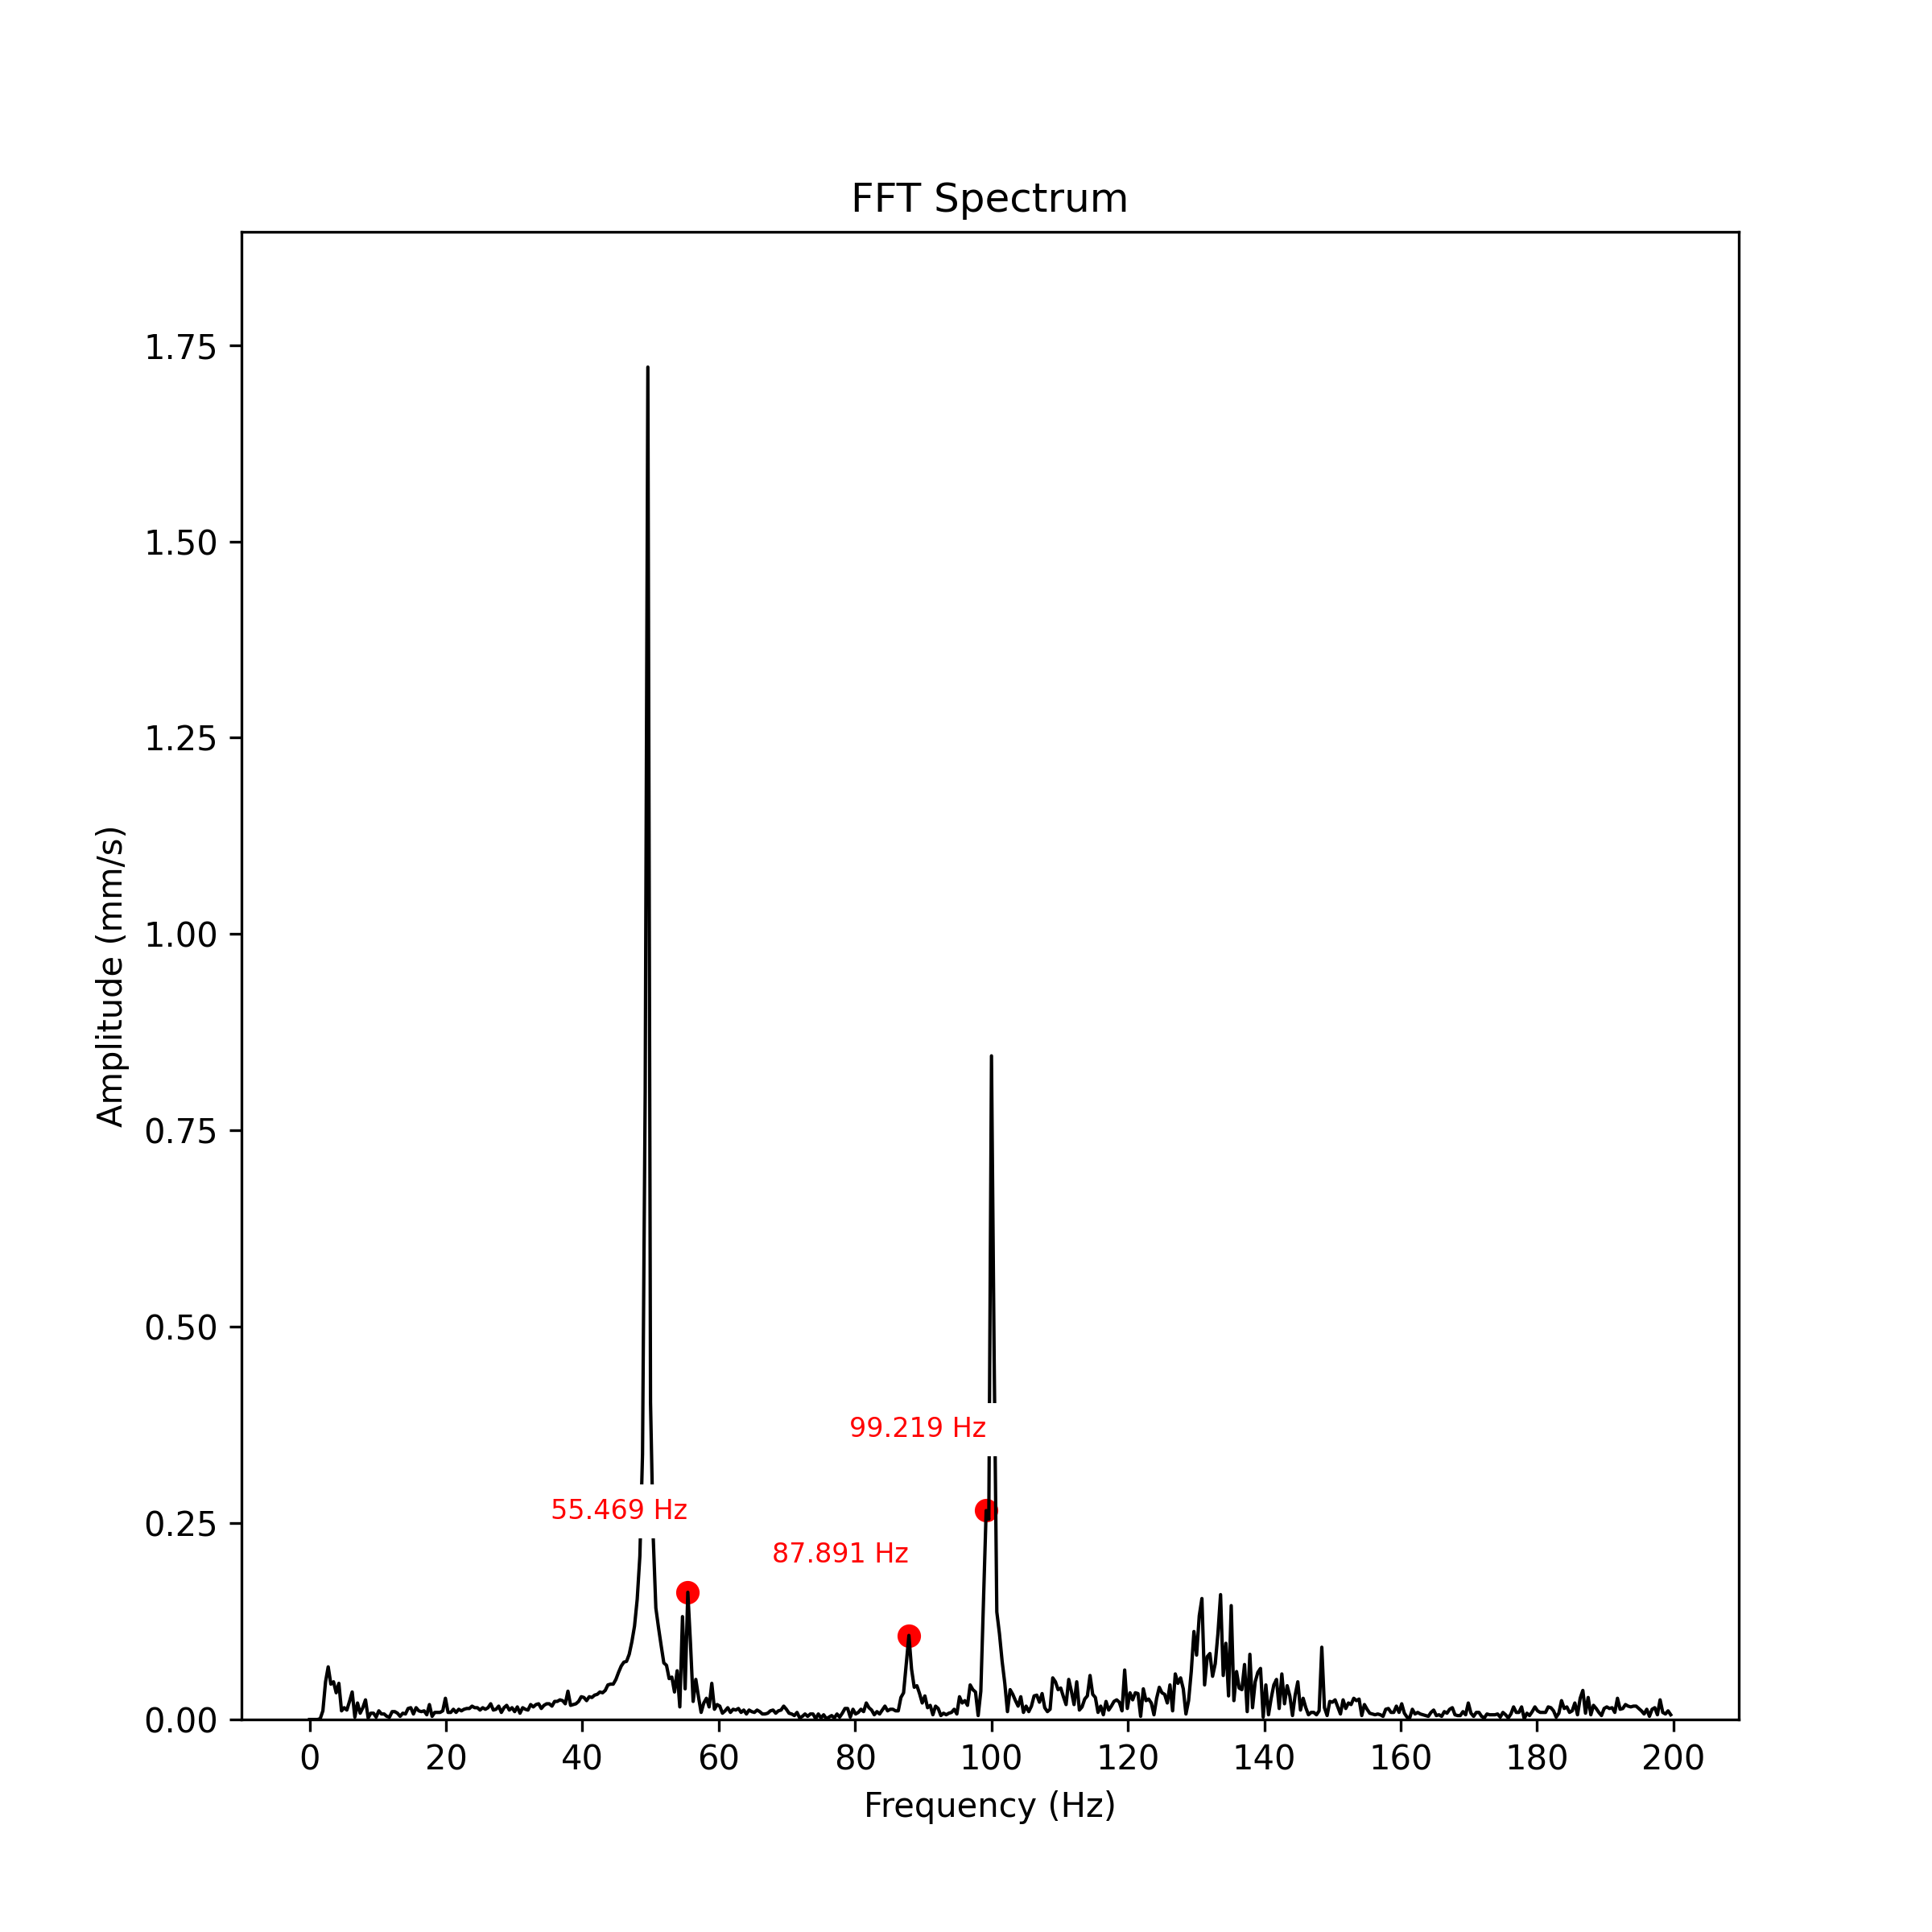 FFT Spectrum
Amplitude (mm/s)
1.75
1.50
1.25
1.00
0.75
0.50
0.25
0.00
99.219 Hz
55.469 Hz
87.891 Hz
0 20 40 60 80 100 120 140 160 180 200
Frequency (Hz)